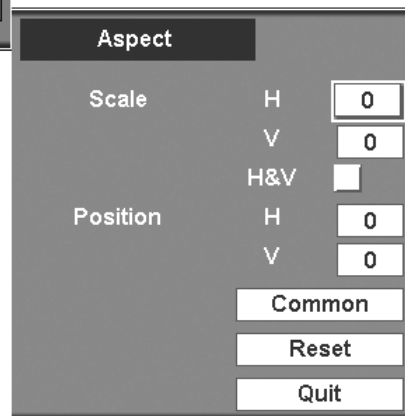 Aspect
Scale H 0
V 0
H&V
Position H 0
V 0
Common
Reset
Quit